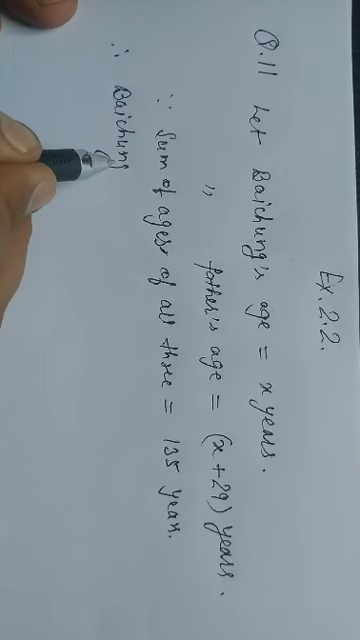 Ex. 2.2.
Q.11 Let Baichung's age = x years.
,, father's age = (x + 29) years.
∵ Sum of ages of all three = 135 years.
∴ Baichung